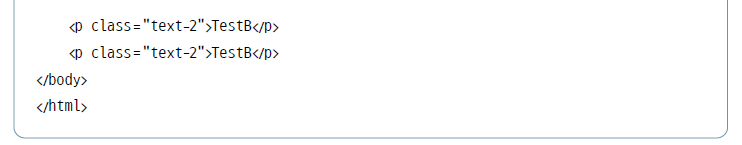 <p class="text-2">TestB</p>
<p class="text-2">TestB</p>
</body>
</html>